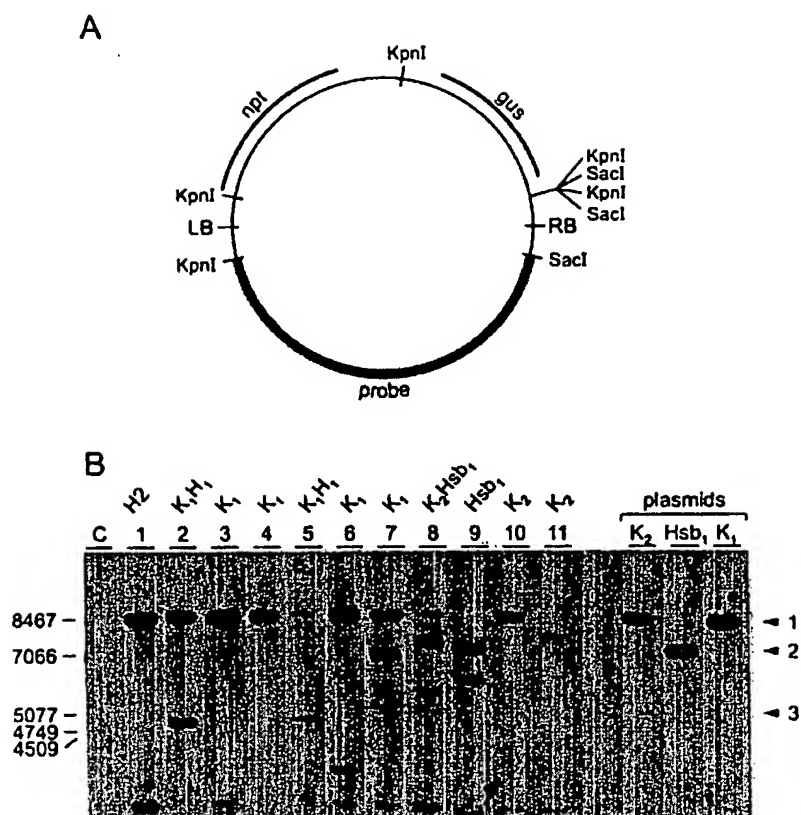 A
KpnI
npt
gus
KpnI
SacI
KpnI
SacI
KpnI
LB
RB
KpnI
SacI
probe
B
H2 K₁H₁ K₁ K₁ K₁H₁ K₁ K₁ K₂Hsb₁ Hsb₁ K₂ K₂ plasmids
C 1 2 3 4 5 6 7 8 9 10 11 K₂ Hsb₁ K₁
8467
1
7066
2
5077
3
4749
4509